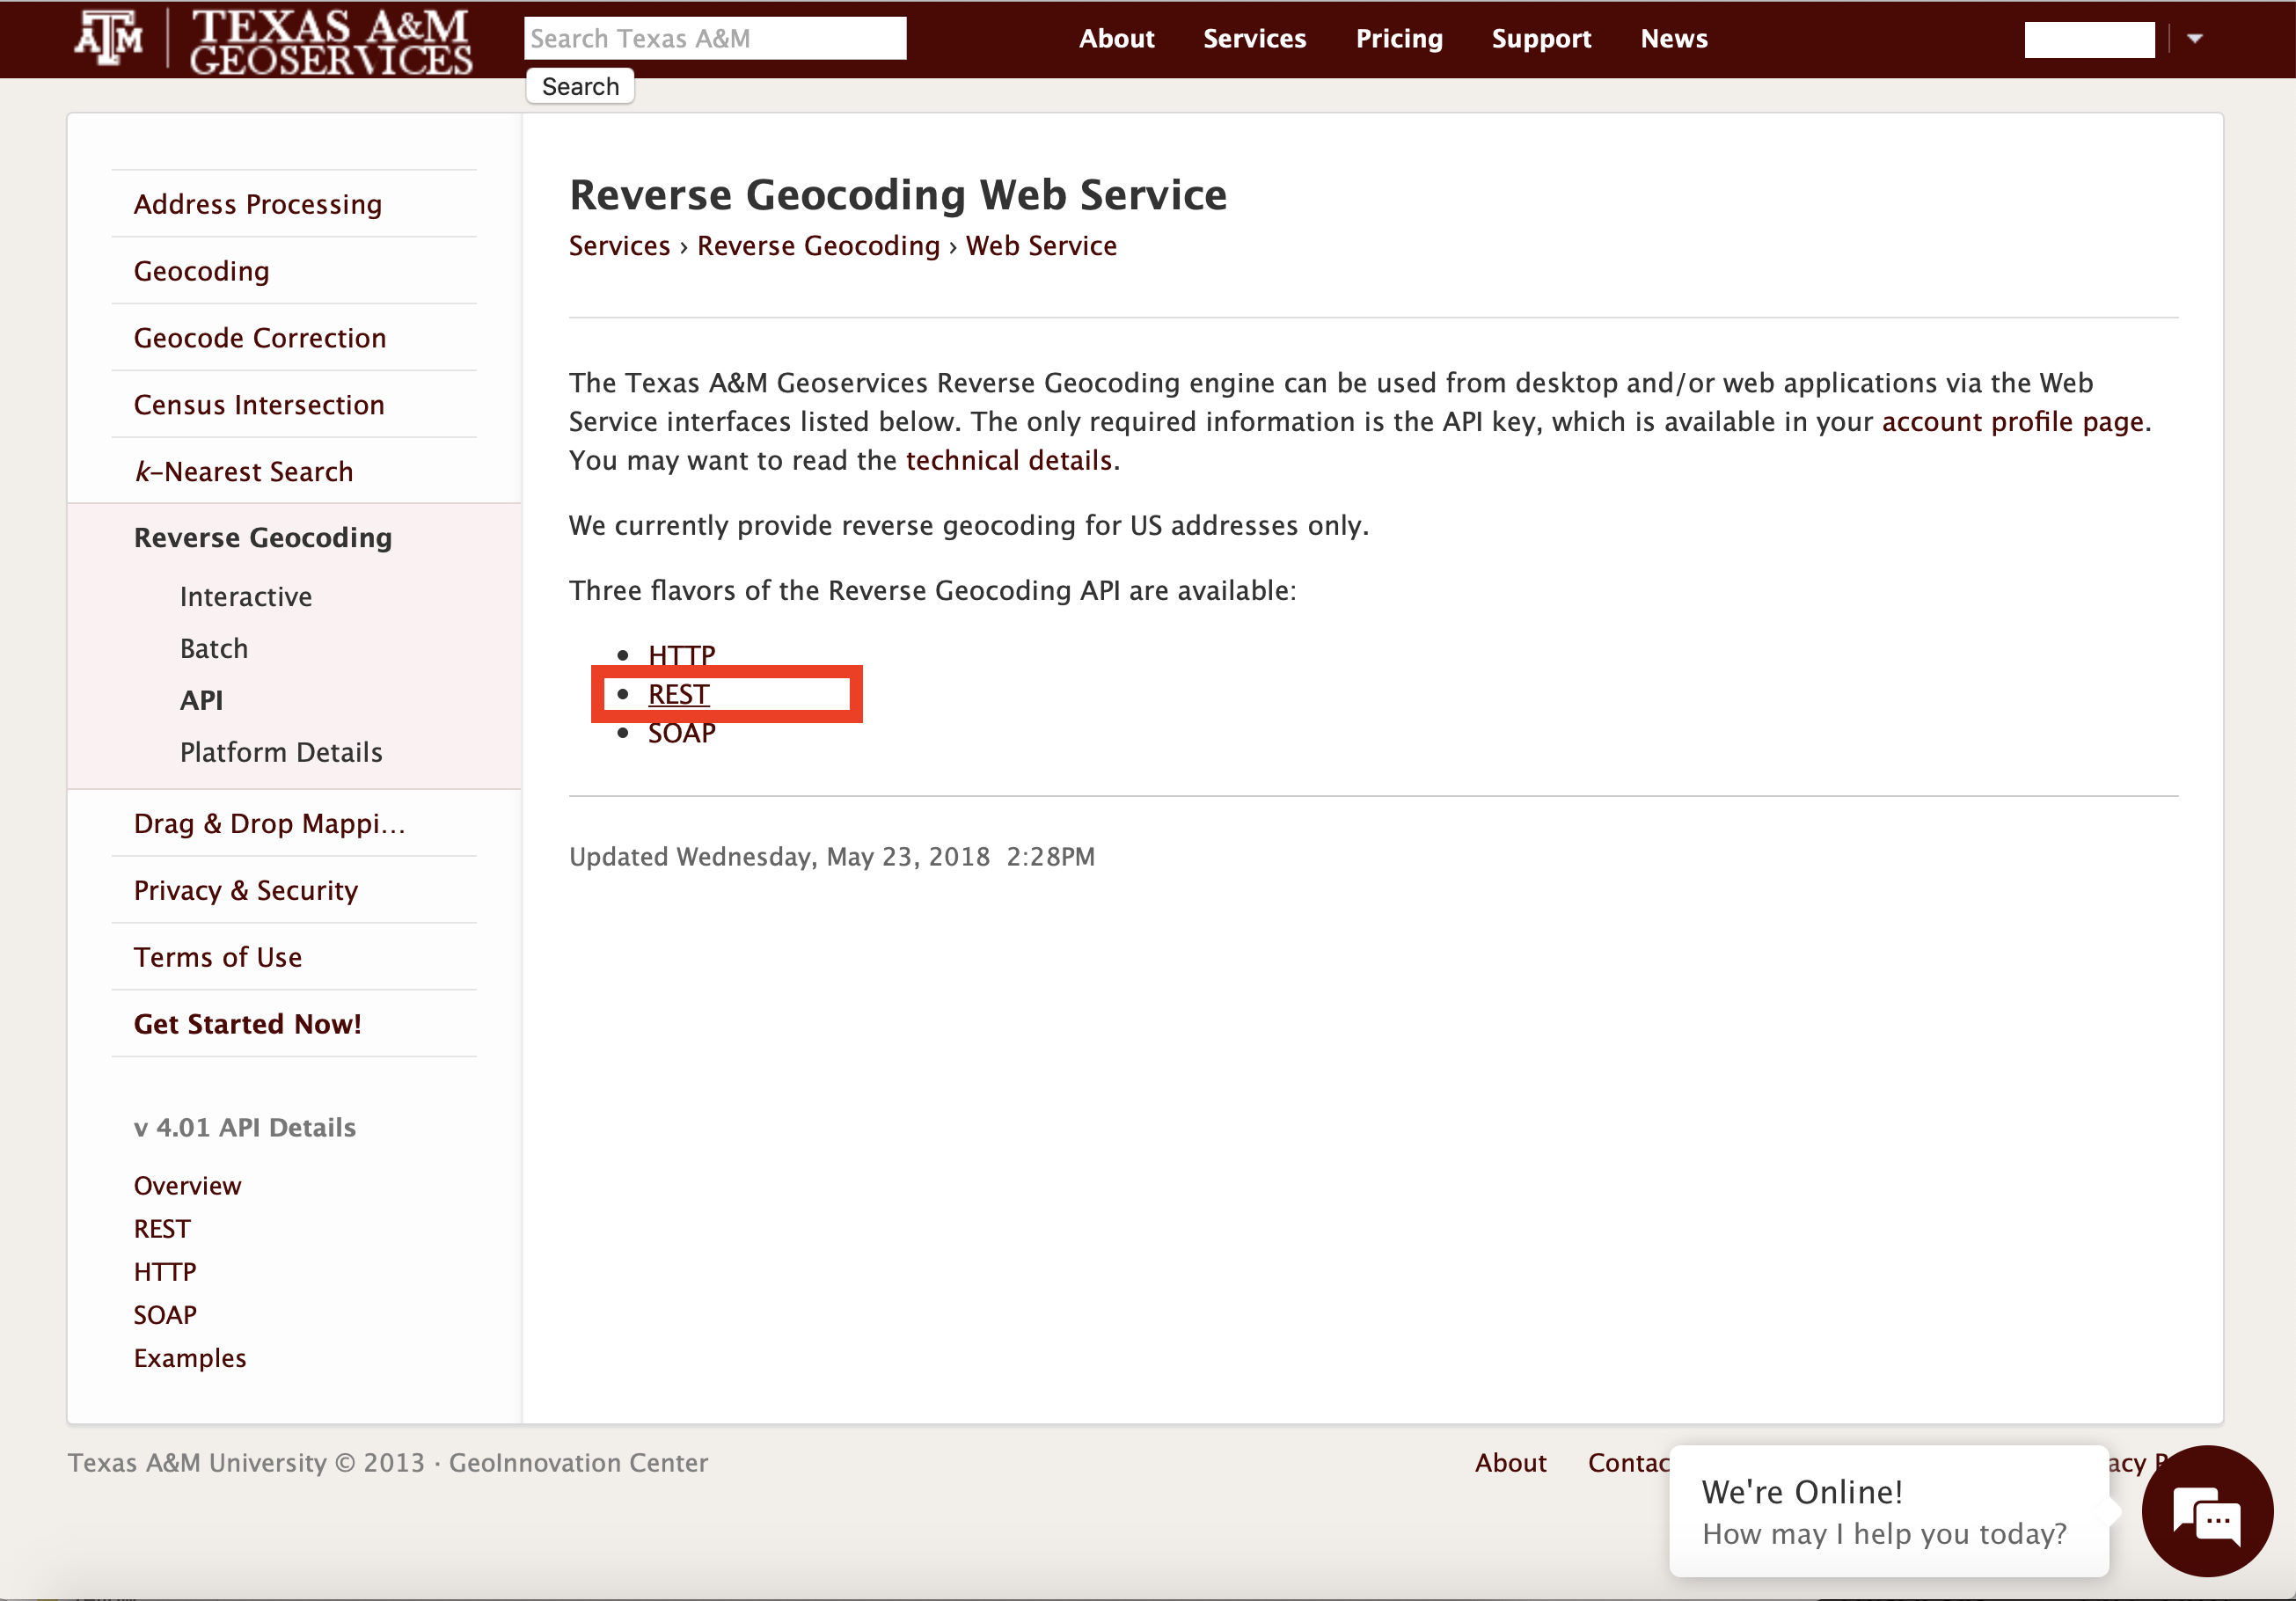 ATM | TEXAS A&M GEOSERVICES
Search Texas A&M
Search
About Services Pricing Support News
Address Processing
Geocoding
Geocode Correction
Census Intersection
k-Nearest Search
Reverse Geocoding
Interactive
Batch
API
Platform Details
Drag & Drop Mappi...
Privacy & Security
Terms of Use
Get Started Now!
v 4.01 API Details
Overview
REST
HTTP
SOAP
Examples
Reverse Geocoding Web Service
Services › Reverse Geocoding › Web Service
The Texas A&M Geoservices Reverse Geocoding engine can be used from desktop and/or web applications via the Web
Service interfaces listed below. The only required information is the API key, which is available in your account profile page.
You may want to read the technical details.
We currently provide reverse geocoding for US addresses only.
Three flavors of the Reverse Geocoding API are available:
• HTTP
• REST
• SOAP
Updated Wednesday, May 23, 2018 2:28PM
Texas A&M University © 2013 · GeoInnovation Center
About Contac
We're Online!
How may I help you today?